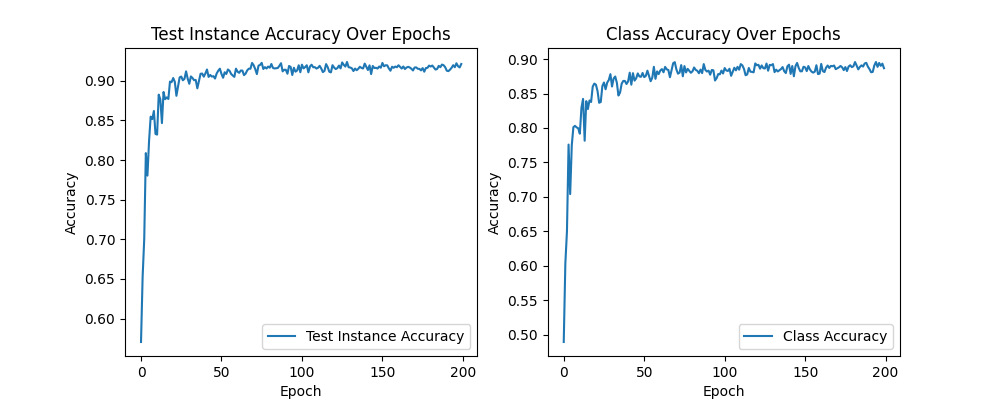 Test Instance Accuracy Over Epochs
Accuracy
0.90
0.85
0.80
0.75
0.70
0.65
0.60
0 50 100 150 200
Epoch
Test Instance Accuracy
Class Accuracy Over Epochs
Accuracy
0.90
0.85
0.80
0.75
0.70
0.65
0.60
0.55
0.50
0 50 100 150 200
Epoch
Class Accuracy